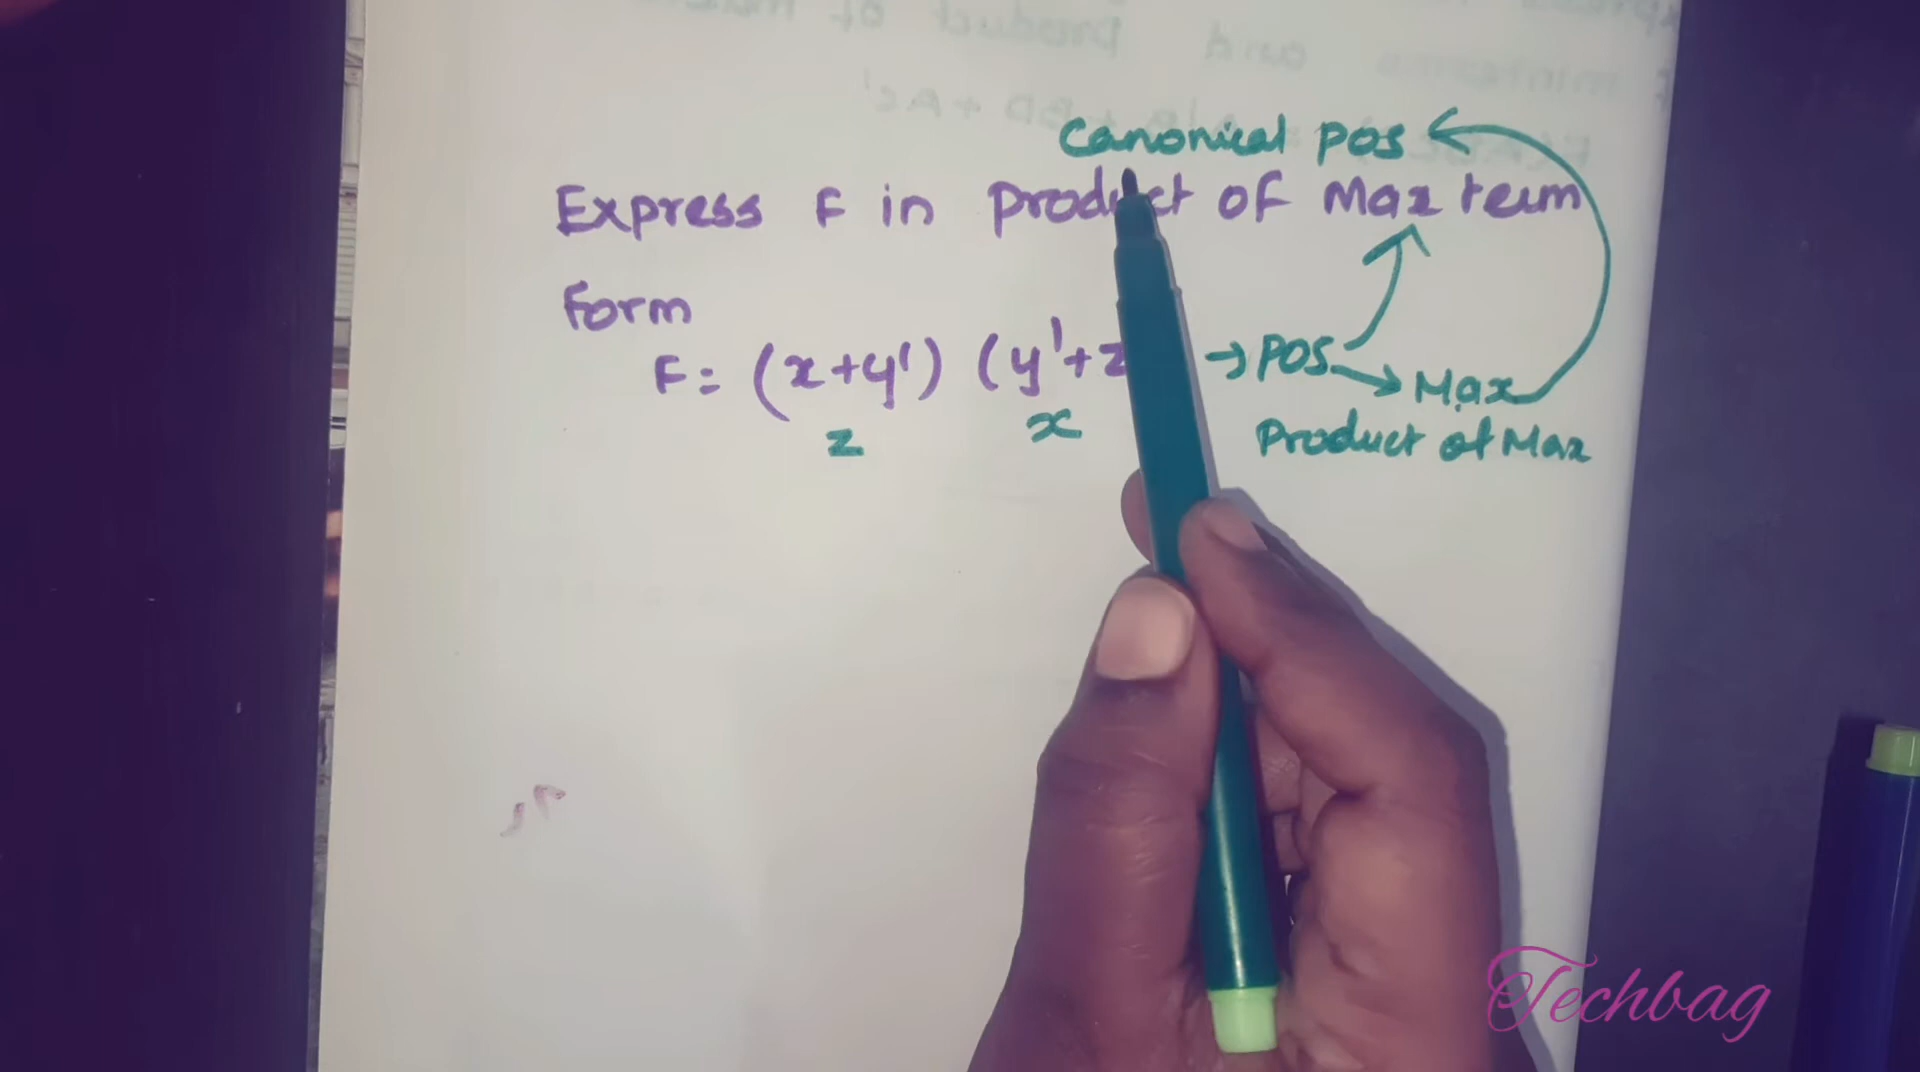 canonical POS
Express F in product of Max term
Form
F = (x+y') (y'+z → POS → Max
z x Product of Max
Techbag